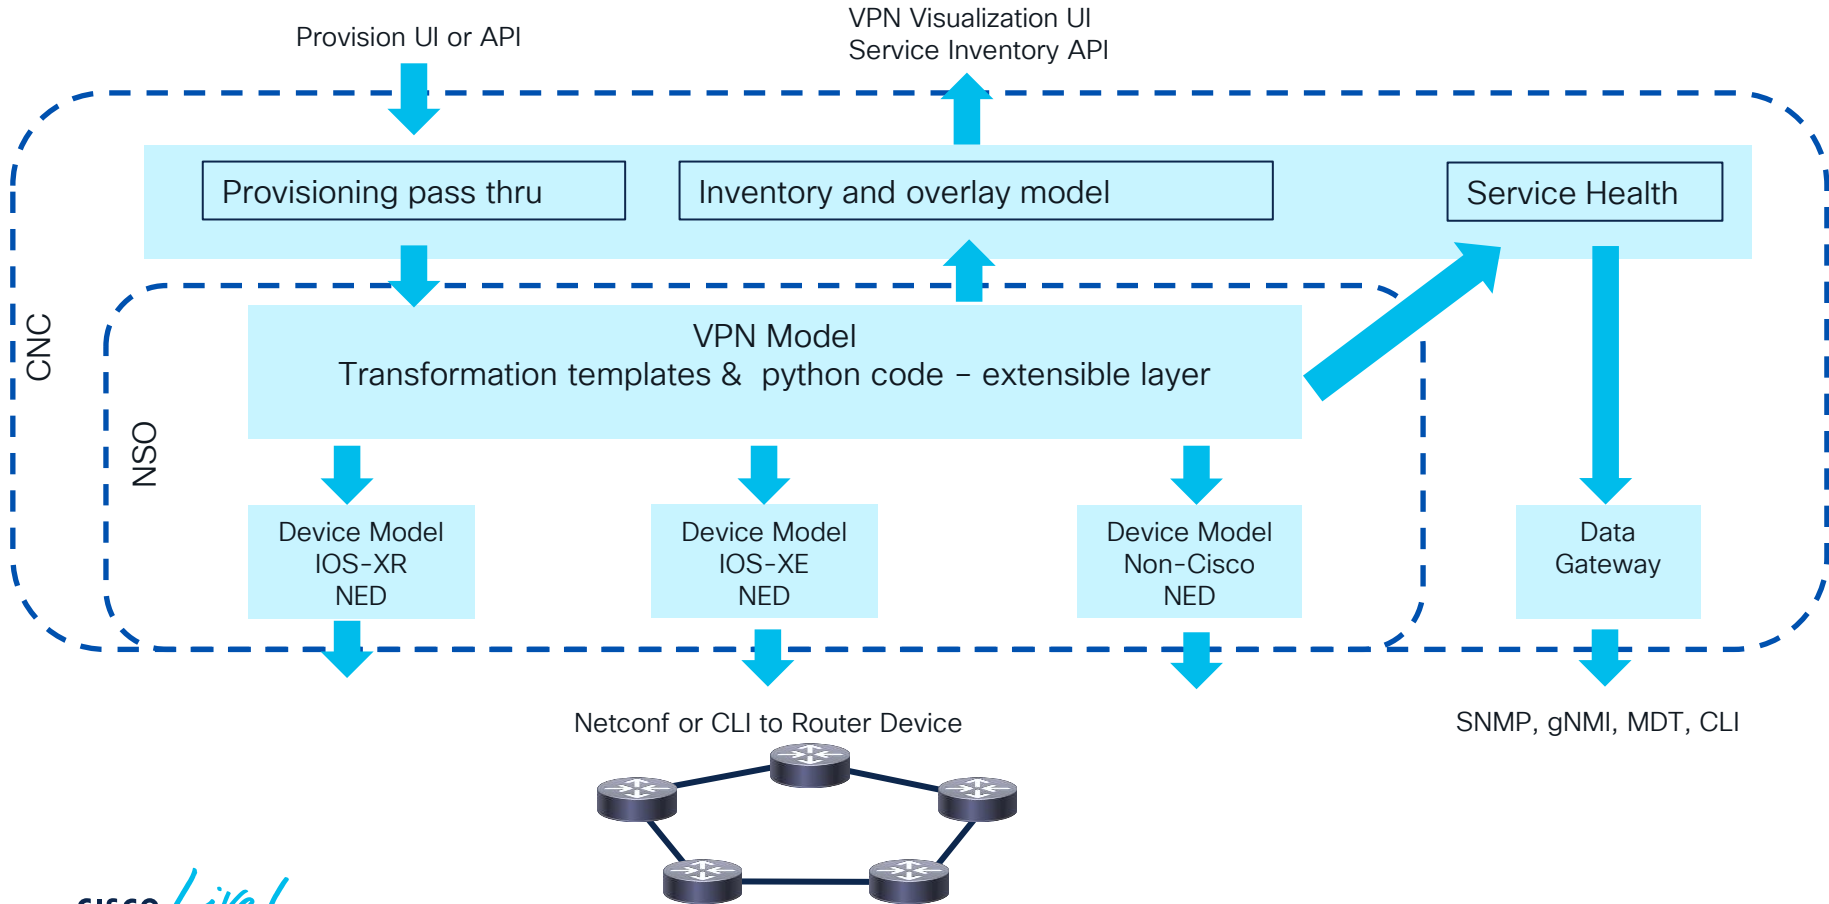 Provision UI or API
VPN Visualization UI
Service Inventory API
Provisioning pass thru
Inventory and overlay model
Service Health
CNC
NSO
VPN Model
Transformation templates & python code – extensible layer
Device Model
IOS-XR
NED
Device Model
IOS-XE
NED
Device Model
Non-Cisco
NED
Data
Gateway
Netconf or CLI to Router Device
SNMP, gNMI, MDT, CLI
cisco Live!